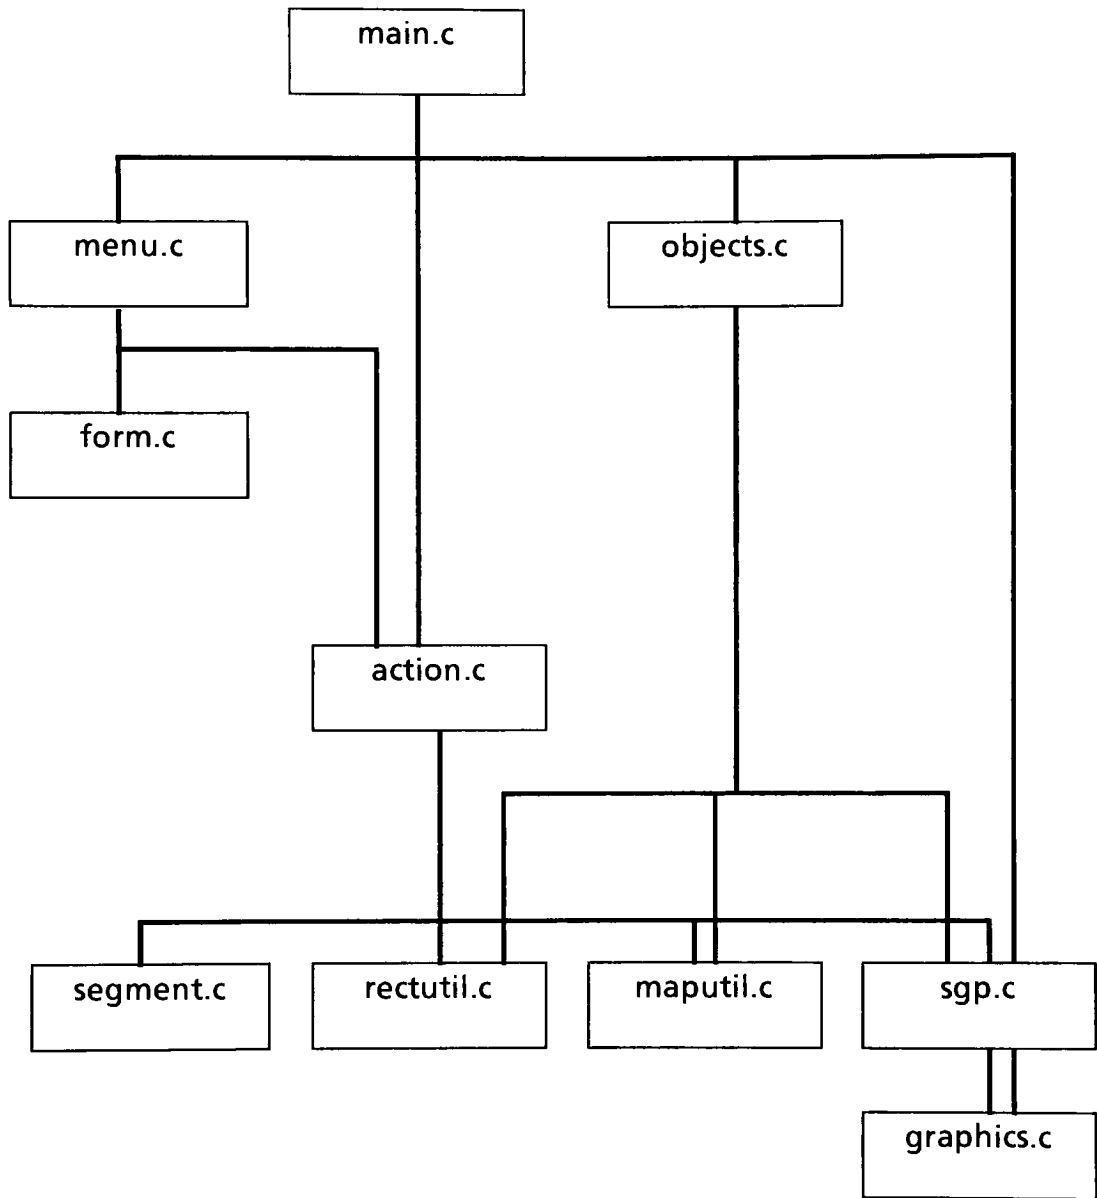 main.c
menu.c
objects.c
form.c
action.c
segment.c
rectutil.c
maputil.c
sgp.c
graphics.c